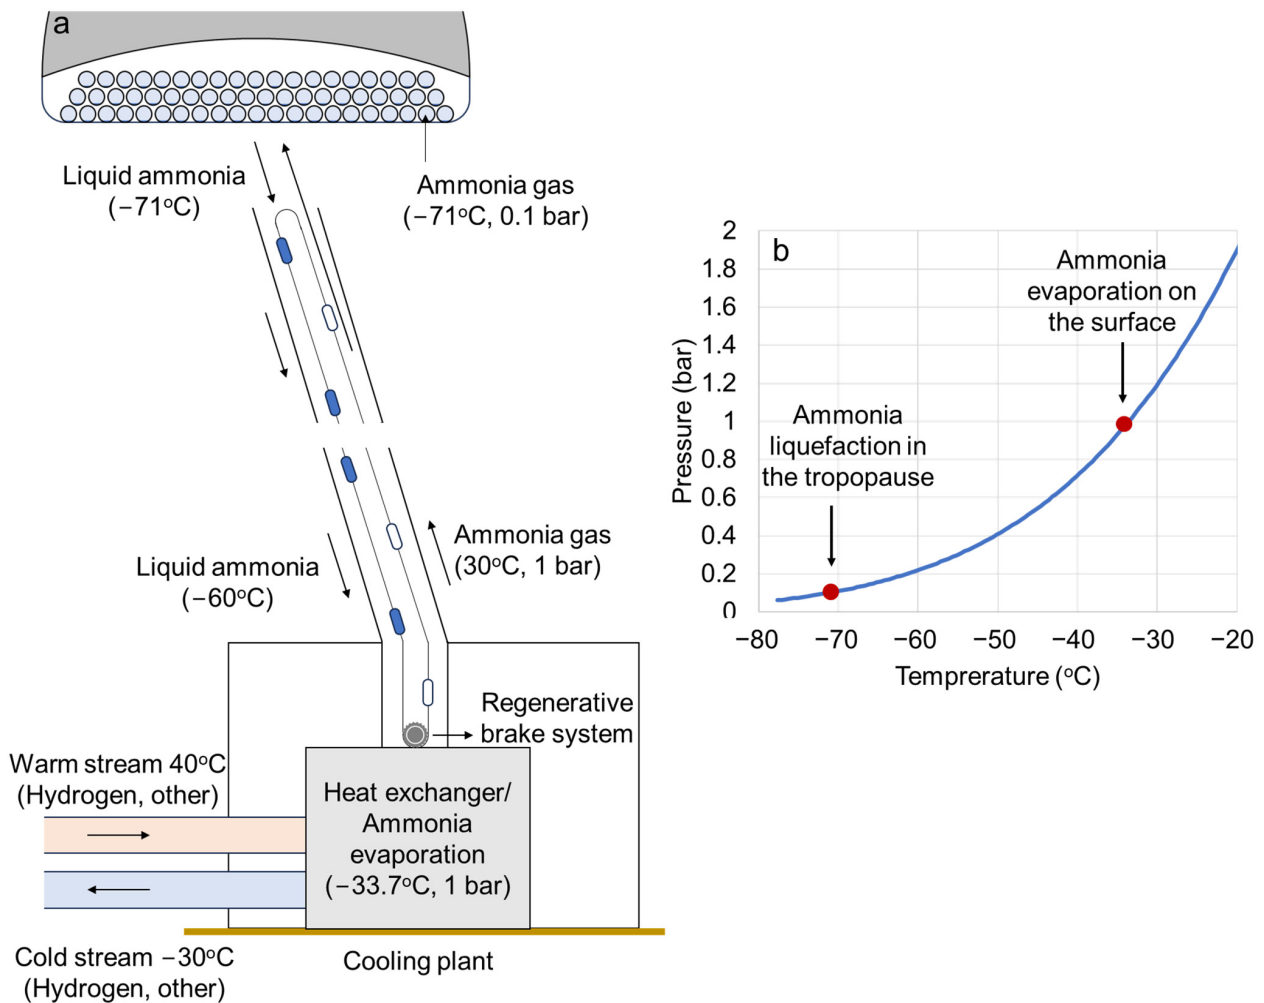 a
Liquid ammonia
(−71°C)
Ammonia gas
(−71°C, 0.1 bar)
Liquid ammonia
(−60°C)
Ammonia gas
(30°C, 1 bar)
Regenerative
brake system
Warm stream 40°C
(Hydrogen, other)
Heat exchanger/
Ammonia
evaporation
(−33.7°C, 1 bar)
Cold stream −30°C
(Hydrogen, other)
Cooling plant
b
Ammonia
evaporation on
the surface
Ammonia
liquefaction in
the tropopause
Pressure (bar)
2
1.8
1.6
1.4
1.2
1
0.8
0.6
0.4
0.2
0
−80 −70 −60 −50 −40 −30 −20
Temprerature (°C)